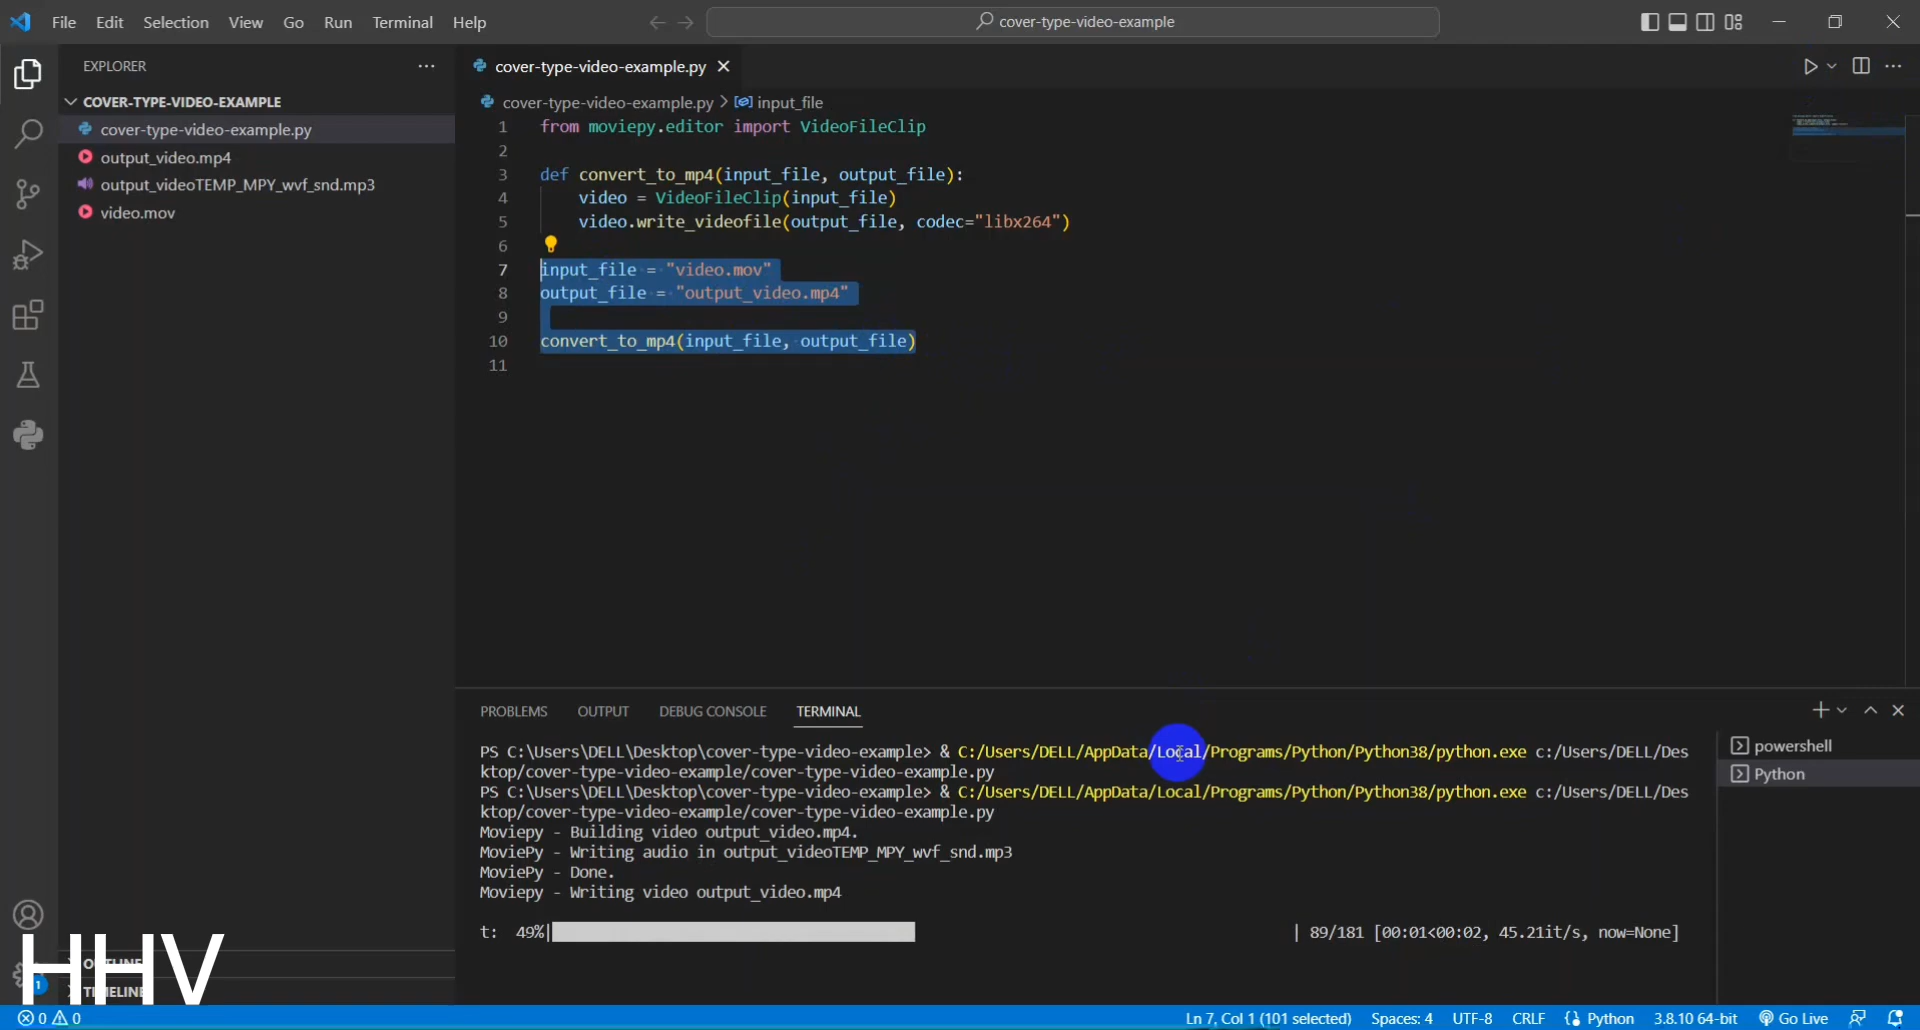 File Edit Selection View Go Run Terminal Help
cover-type-video-example
EXPLORER
COVER-TYPE-VIDEO-EXAMPLE
cover-type-video-example.py
output_video.mp4
output_videoTEMP_MPY_wvf_snd.mp3
video.mov
cover-type-video-example.py
cover-type-video-example.py > input_file
1 from moviepy.editor import VideoFileClip
2
3 def convert_to_mp4(input_file, output_file):
4 video = VideoFileClip(input_file)
5 video.write_videofile(output_file, codec="libx264")
6
7 input_file = "video.mov"
8 output_file = "output_video.mp4"
9
10 convert_to_mp4(input_file, output_file)
11
PROBLEMS OUTPUT DEBUG CONSOLE TERMINAL
PS C:\Users\DELL\Desktop\cover-type-video-example> & C:/Users/DELL/AppData/Local/Programs/Python/Python38/python.exe c:/Users/DELL/Des
ktop/cover-type-video-example/cover-type-video-example.py
PS C:\Users\DELL\Desktop\cover-type-video-example> & C:/Users/DELL/AppData/Local/Programs/Python/Python38/python.exe c:/Users/DELL/Des
ktop/cover-type-video-example/cover-type-video-example.py
Moviepy - Building video output_video.mp4.
MoviePy - Writing audio in output_videoTEMP_MPY_wvf_snd.mp3
MoviePy - Done.
Moviepy - Writing video output_video.mp4
t: 49%| | 89/181 [00:01<00:02, 45.21it/s, now=None]
powershell
Python
OUTLINE
TIMELINE
HHV
1
0 0
Ln 7, Col 1 (101 selected) Spaces: 4 UTF-8 CRLF Python 3.8.10 64-bit Go Live